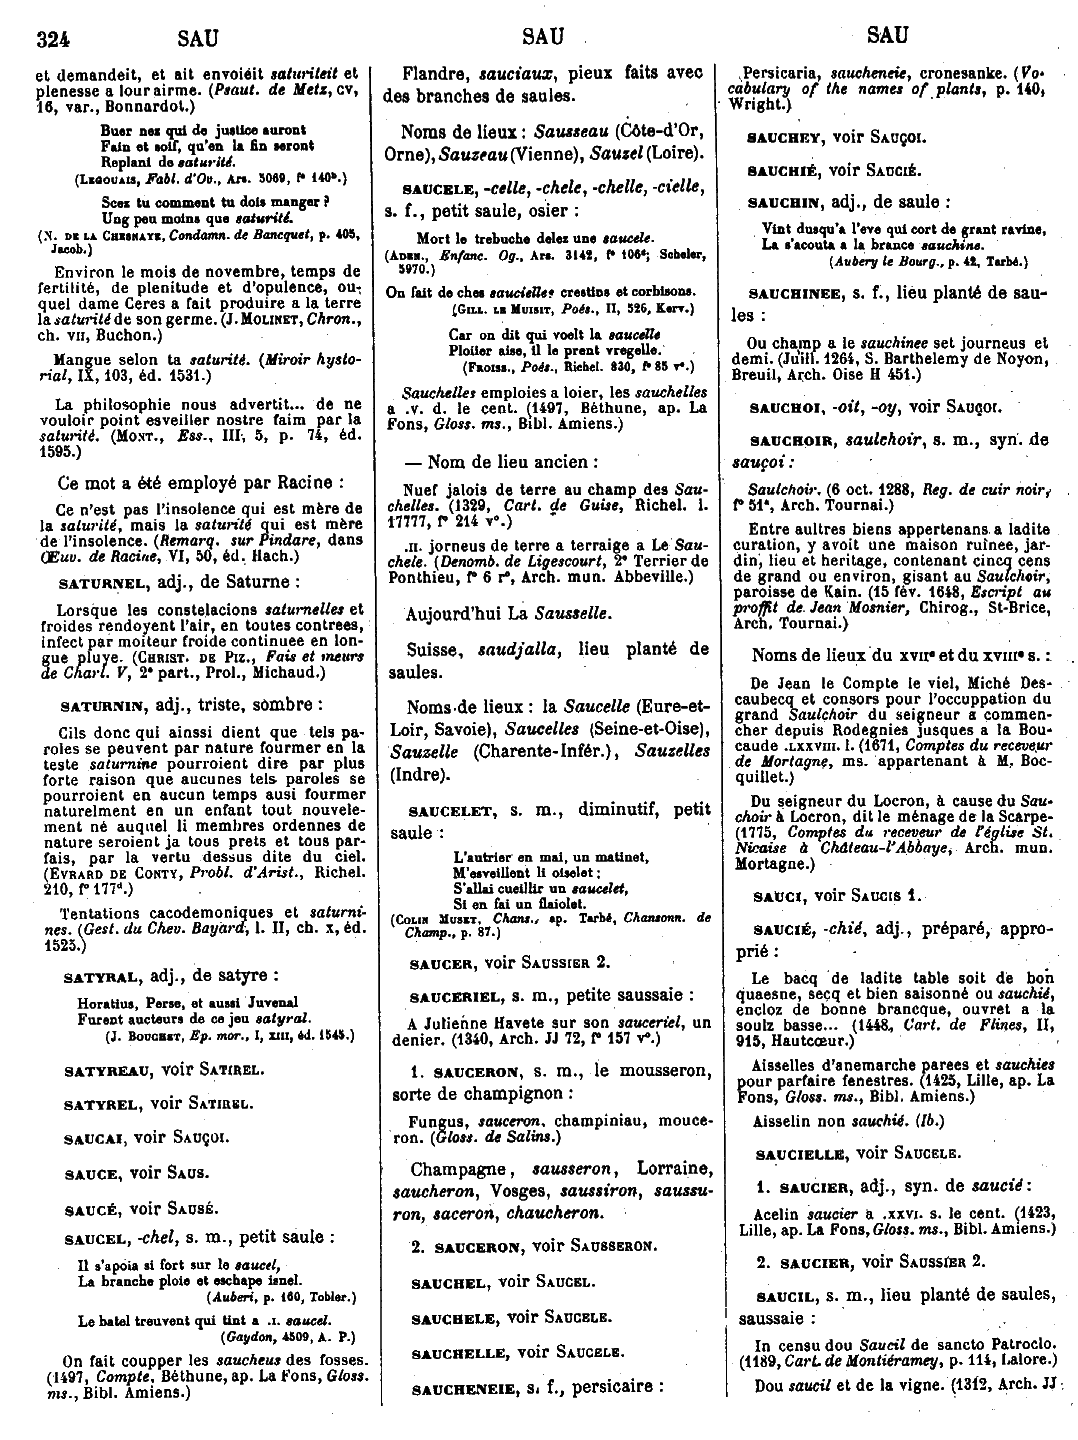 324 SAU SAU SAU
et demandeit, et ait envoiéit saturiteit et
plenesse a lour airme. (Psaut. de Metz, CV,
16, var., Bonnardot.)
Buer nez qui de justice auront
Fain et soif, qu'en la fin seront
Replani de saturité.
(LEGOUAIS, Fabl. d'Ov., Ars. 5069, f° 140b.)
Scez tu comment tu dois manger ?
Ung peu moins que saturité.
(N. DE LA CHESNAYE, Condamn. de Bancquet, p. 405,
Jacob.)
Environ le mois de novembre, temps de
fertilité, de plenitude et d'opulence, ou-
quel dame Ceres a fait produire a la terre
la saturité de son germe. (J. MOLINET, Chron.,
ch. VII, Buchon.)
Mangue selon ta saturité. (Miroir hysto-
rial, IX, 103, éd. 1531.)
La philosophie nous advertit... de ne
vouloir point esveiller nostre faim par la
saturité. (MONT., Ess., III, 5, p. 74, éd.
1595.)
Ce mot a été employé par Racine :
Ce n'est pas l'insolence qui est mère de
la saturité, mais la saturité qui est mère
de l'insolence. (Remarq. sur Pindare, dans
Œuv. de Racine, VI, 50, éd. Hach.)
SATURNEL, adj., de Saturne :
Lorsque les constelacions saturnelles et
froides rendoyent l'air, en toutes contrees,
infect par moiteur froide continuee en lon-
gue pluye. (CHRIST. DE PIZ., Fais et meurs
de Charl. V, 2e part., Prol., Michaud.)
SATURNIN, adj., triste, sombre :
Cils donc qui ainssi dient que tels pa-
roles se peuvent par nature fourmer en la
teste saturnine pourroient dire par plus
forte raison que aucunes tels paroles se
pourroient en aucun temps ausi fourmer
naturelment en un enfant tout nouvele-
ment né auquel li membres ordennes de
nature seroient ja tous prets et tous par-
fais, par la vertu dessus dite du ciel.
(EVRARD DE CONTY, Probl. d'Arist., Richel.
210, f° 177d.)
Tentations cacodemoniques et saturni-
nes. (Gest. du Chev. Bayard, l. II, ch. X, éd.
1525.)
SATYRAL, adj., de satyre :
Horatius, Perse, et aussi Juvenal
Furent aucteurs de ce jeu satyral.
(J. BOUCHET, Ep. mor., I, XIII, éd. 1545.)
SATYREAU, voir SATIREL.
SATYREL, voir SATIREL.
SAUCAI, voir SAUÇOI.
SAUCE, voir SAUS.
SAUCÉ, voir SAUSÉ.
SAUCEL, -chel, s. m., petit saule :
Il s'apoia si fort sur le saucel,
La branche ploie et eschape isnel.
(Auberi, p. 160, Tobler.)
Le batel treuvent qui tint a .I. saucel.
(Gaydon, 4509, A. P.)
On fait coupper les saucheus des fosses.
(1497, Compte, Béthune, ap. La Fons, Gloss.
ms., Bibl. Amiens.)
Flandre, sauciaux, pieux faits avec
des branches de saules.
Noms de lieux : Sausseau (Côte-d'Or,
Orne), Sauzeau (Vienne), Sauzel (Loire).
SAUCELE, -celle, -chele, -chelle, -cielle,
s. f., petit saule, osier :
Mort le trebuche delez une saucele.
(ADEN., Enfanc. Og., Ars. 3142, f° 106d; Scheler,
5970.)
On fait de ches saucielles crestins et corbisons.
(GILL. LE MUISIT, Poés., II, 526, Kerv.)
Car on dit qui voelt la saucelle
Ploiier aise, il le prent vregelle.
(FROISS., Poés., Richel. 830, f° 85 v°.)
Sauchelles emploies a loier, les sauchelles
a .v. d. le cent. (1497, Béthune, ap. La
Fons, Gloss. ms., Bibl. Amiens.)
— Nom de lieu ancien :
Nuef jalois de terre au champ des Sau-
chelles. (1329, Cart. de Guise, Richel. l.
17777, f° 214 v°.)
.II. jorneus de terre a terraige a Le Sau-
chele. (Denomb. de Ligescourt, 2e Terrier de
Ponthieu, f° 6 r°, Arch. mun. Abbeville.)
Aujourd'hui La Sausselle.
Suisse, saudjalla, lieu planté de
saules.
Noms de lieux : la Saucelle (Eure-et-
Loir, Savoie), Saucelles (Seine-et-Oise),
Sauzelle (Charente-Infér.), Sauzelles
(Indre).
SAUCELET, s. m., diminutif, petit
saule :
L'autrier en mai, un matinet,
M'esveillent li oiselet ;
S'allai cueillir un saucelet,
Si en fai un flaiolet.
(COLIN MUSET, Chans., ap. Tarbé, Chansonn. de
Champ., p. 87.)
SAUCER, voir SAUSSIER 2.
SAUCERIEL, s. m., petite saussaie :
A Julienne Havete sur son sauceriel, un
denier. (1340, Arch. JJ 72, f° 157 v°.)
1. SAUCERON, s. m., le mousseron,
sorte de champignon :
Fungus, sauceron, champiniau, mouce-
ron. (Gloss. de Salins.)
Champagne, sausseron, Lorraine,
saucheron, Vosges, saussiron, saussu-
ron, saceron, chaucheron.
2. SAUCERON, voir SAUSSERON.
SAUCHEL, voir SAUCEL.
SAUCHELE, voir SAUCELE.
SAUCHELLE, voir SAUCELE.
SAUCHENEIE, s. f., persicaire :
Persicaria, saucheneie, cronesanke. (Vo-
cabulary of the names of plants, p. 140,
Wright.)
SAUCHEY, voir SAUÇOI.
SAUCHIÉ, voir SAUCIÉ.
SAUCHIN, adj., de saule :
Vint dusqu'a l'eve qui cort de grant ravine,
La s'acouta a la brance sauchine.
(Aubery le Bourg., p. 42, Tarbé.)
SAUCHINEE, s. f., lieu planté de sau-
les :
Ou champ a le sauchinee set journeus et
demi. (Juill. 1264, S. Barthelemy de Noyon,
Breuil, Arch. Oise H 451.)
SAUCHOI, -oit, -oy, voir SAUÇOI.
SAUCHOIR, saulchoir, s. m., syn. de
sauçoi :
Saulchoir. (6 oct. 1288, Reg. de cuir noir,
f° 51a, Arch. Tournai.)
Entre aultres biens appertenans a ladite
curation, y avoit une maison ruinee, jar-
din, lieu et heritage, contenant cincq cens
de grand ou environ, gisant au Saulchoir,
paroisse de Kain. (15 fév. 1648, Escript au
proffit de Jean Mosnier, Chirog., St-Brice,
Arch. Tournai.)
Noms de lieux du XVIIe et du XVIIIe s. :
De Jean le Compte le viel, Miché Des-
caubecq et consors pour l'occuppation du
grand Saulchoir du seigneur a commen-
cher depuis Rodegnies jusques a la Bou-
caude .LXXVIII. l. (1671, Comptes du receveur
de Mortagne, ms. appartenant à M. Boc-
quillet.)
Du seigneur du Locron, à cause du Sau-
choir à Locron, dit le ménage de la Scarpe.
(1775, Comptes du receveur de l'église St.
Nicaise à Château-l'Abbaye, Arch. mun.
Mortagne.)
SAUCI, voir SAUCIS 1.
SAUCIÉ, -chié, adj., préparé, appro-
prié :
Le bacq de ladite table soit de bon
quaesne, secq et bien saisonné ou sauchié,
encloz de bonne brancque, ouvret a la
soulz basse... (1448, Cart. de Flines, II,
915, Hautcœur.)
Aisselles d'anemarche parees et sauchies
pour parfaire fenestres. (1425, Lille, ap. La
Fons, Gloss. ms., Bibl. Amiens.)
Aisselin non sauchié. (Ib.)
SAUCIELLE, voir SAUCELE.
1. SAUCIER, adj., syn. de saucié :
Acelin saucier a .XXVI. s. le cent. (1423,
Lille, ap. La Fons, Gloss. ms., Bibl. Amiens.)
2. SAUCIER, voir SAUSSIER 2.
SAUCIL, s. m., lieu planté de saules,
saussaie :
In censu dou Saucil de sancto Patroclo.
(1189, Cart. de Montiéramey, p. 114, Lalore.)
Dou saucil et de la vigne. (1312, Arch. JJ